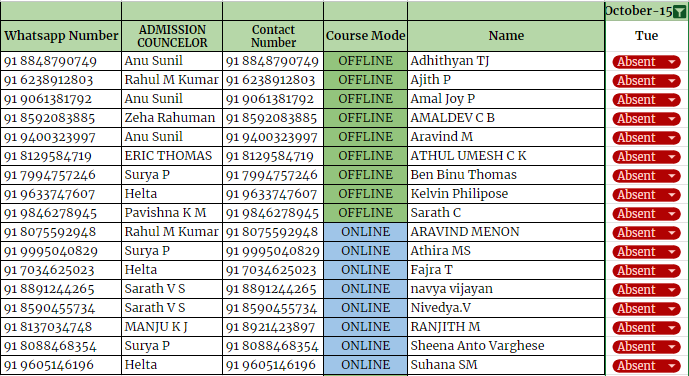 October-15
Whatsapp Number ADMISSION COUNCELOR Contact Number Course Mode Name Tue
91 8848790749 Anu Sunil 91 8848790749 OFFLINE Adhithyan TJ Absent
91 6238912803 Rahul M Kumar 91 6238912803 OFFLINE Ajith P Absent
91 9061381792 Anu Sunil 91 9061381792 OFFLINE Amal Joy P Absent
91 8592083885 Zeha Rahuman 91 8592083885 OFFLINE AMALDEV C B Absent
91 9400323997 Anu Sunil 91 9400323997 OFFLINE Aravind M Absent
91 8129584719 ERIC THOMAS 91 8129584719 OFFLINE ATHUL UMESH C K Absent
91 7994757246 Surya P 91 7994757246 OFFLINE Ben Binu Thomas Absent
91 9633747607 Helta 91 9633747607 OFFLINE Kelvin Philipose Absent
91 9846278945 Pavishna K M 91 9846278945 OFFLINE Sarath C Absent
91 8075592948 Rahul M Kumar 91 8075592948 ONLINE ARAVIND MENON Absent
91 9995040829 Surya P 91 9995040829 ONLINE Athira MS Absent
91 7034625023 Helta 91 7034625023 ONLINE Fajra T Absent
91 8891244265 Sarath V S 91 8891244265 ONLINE navya vijayan Absent
91 8590455734 Sarath V S 91 8590455734 ONLINE Nivedya.V Absent
91 8137034748 MANJU K J 91 8921423897 ONLINE RANJITH M Absent
91 8088468354 Surya P 91 8088468354 ONLINE Sheena Anto Varghese Absent
91 9605146196 Helta 91 9605146196 ONLINE Suhana SM Absent